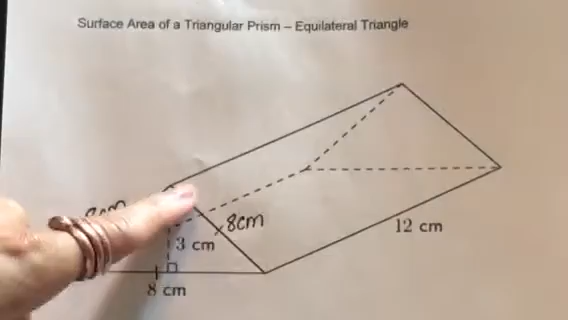 Surface Area of a Triangular Prism – Equilateral Triangle
8cm
3 cm
12 cm
8 cm